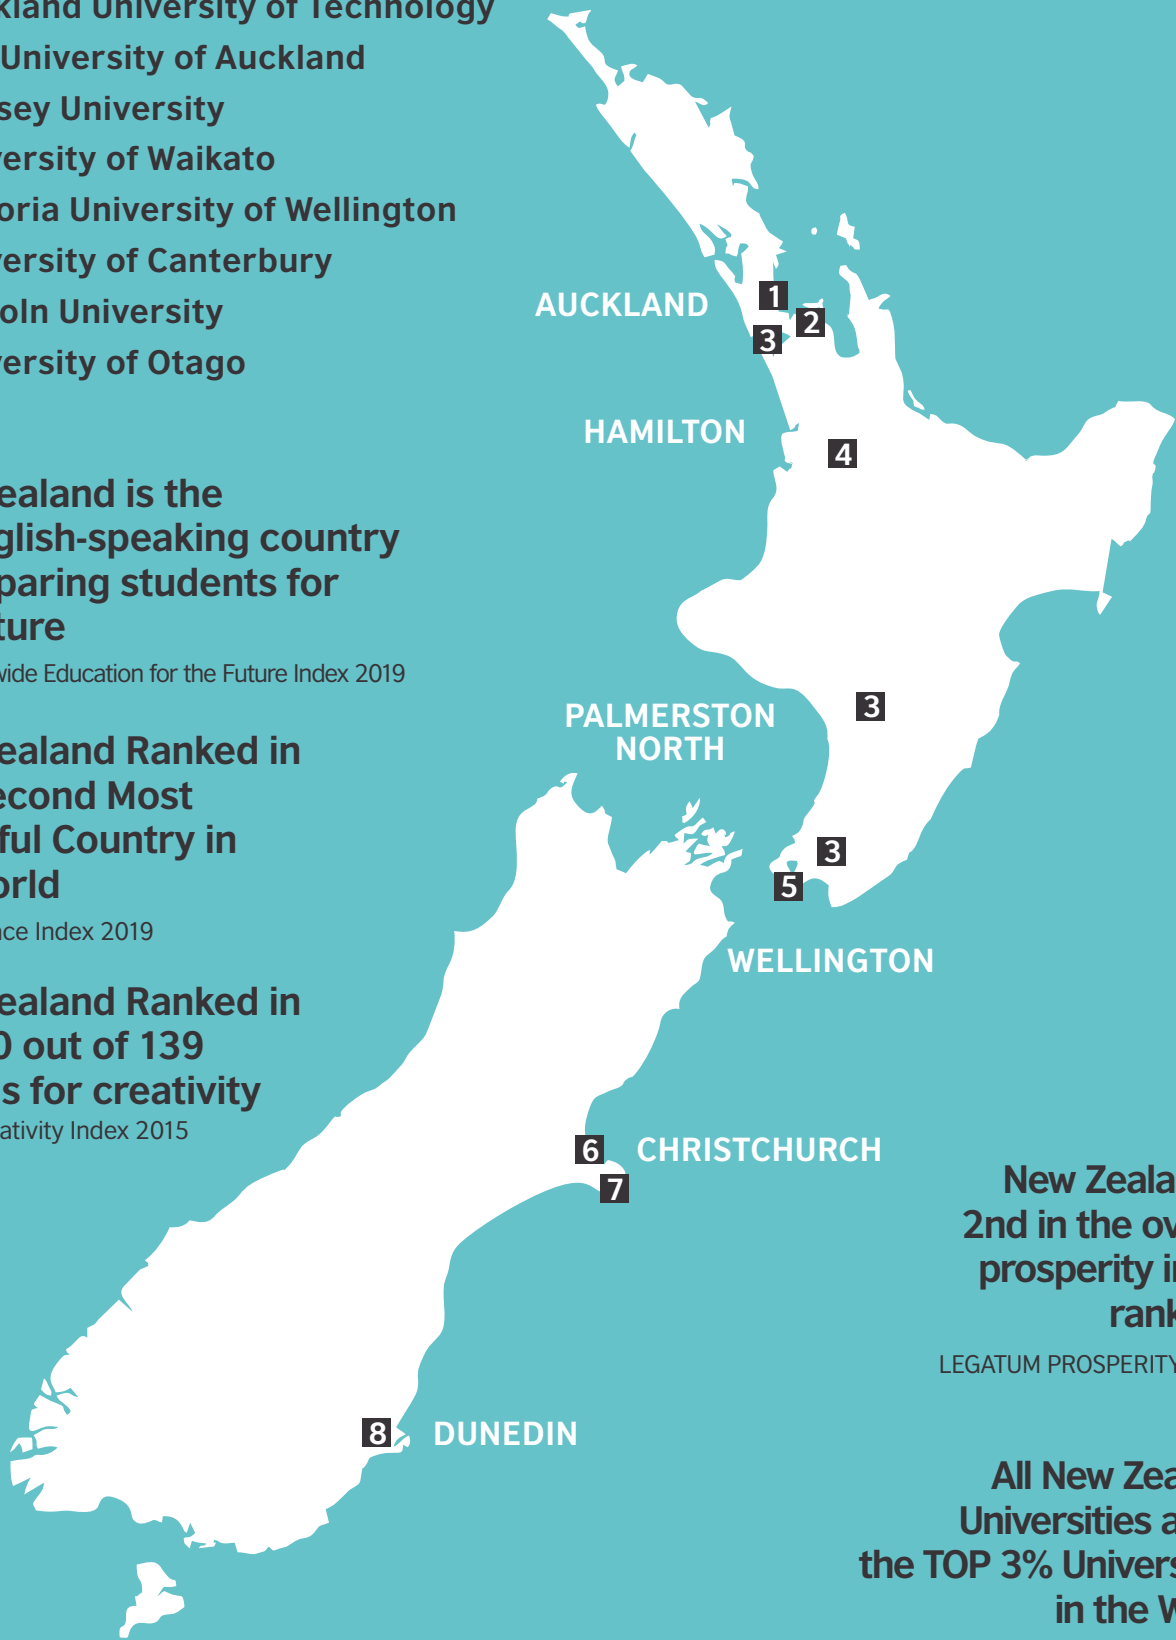 kland University of Technology
University of Auckland
sey University
ersity of Waikato
oria University of Wellington
ersity of Canterbury
oln University
ersity of Otago
ealand is the
glish-speaking country
paring students for
ture
wide Education for the Future Index 2019
ealand Ranked in
econd Most
ful Country in
orld
ace Index 2019
ealand Ranked in
0 out of 139
s for creativity
ativity Index 2015
AUCKLAND
1
2
3
HAMILTON
4
PALMERSTON
NORTH
3
3
5
WELLINGTON
6
CHRISTCHURCH
7
8
DUNEDIN
New Zeala
2nd in the ov
prosperity i
rank
LEGATUM PROSPERITY
All New Zea
Universities a
the TOP 3% Univers
in the W